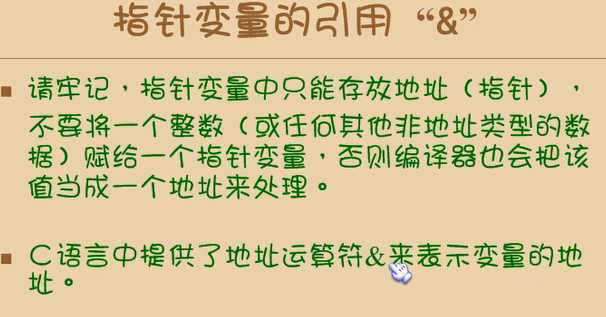 指针变量的引用 “&”
请牢记，指针变量中只能存放地址（指针），
不要将一个整数（或任何其他非地址类型的数
据）赋给一个指针变量，否则编译器也会把该
值当成一个地址来处理。
C语言中提供了地址运算符&来表示变量的地
址。